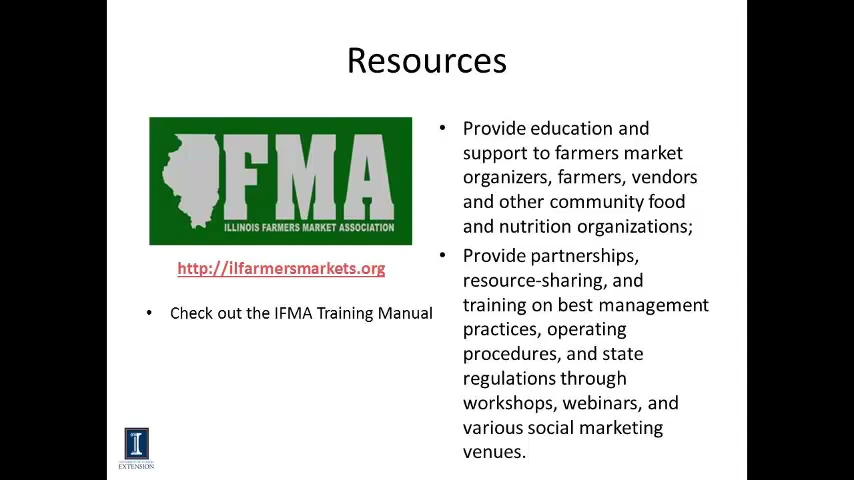 Resources
IFMA
ILLINOIS FARMERS MARKET ASSOCIATION
http://ilfarmersmarkets.org
• Check out the IFMA Training Manual
• Provide education and
support to farmers market
organizers, farmers, vendors
and other community food
and nutrition organizations;
• Provide partnerships,
resource-sharing, and
training on best management
practices, operating
procedures, and state
regulations through
workshops, webinars, and
various social marketing
venues.
I
EXTENSION